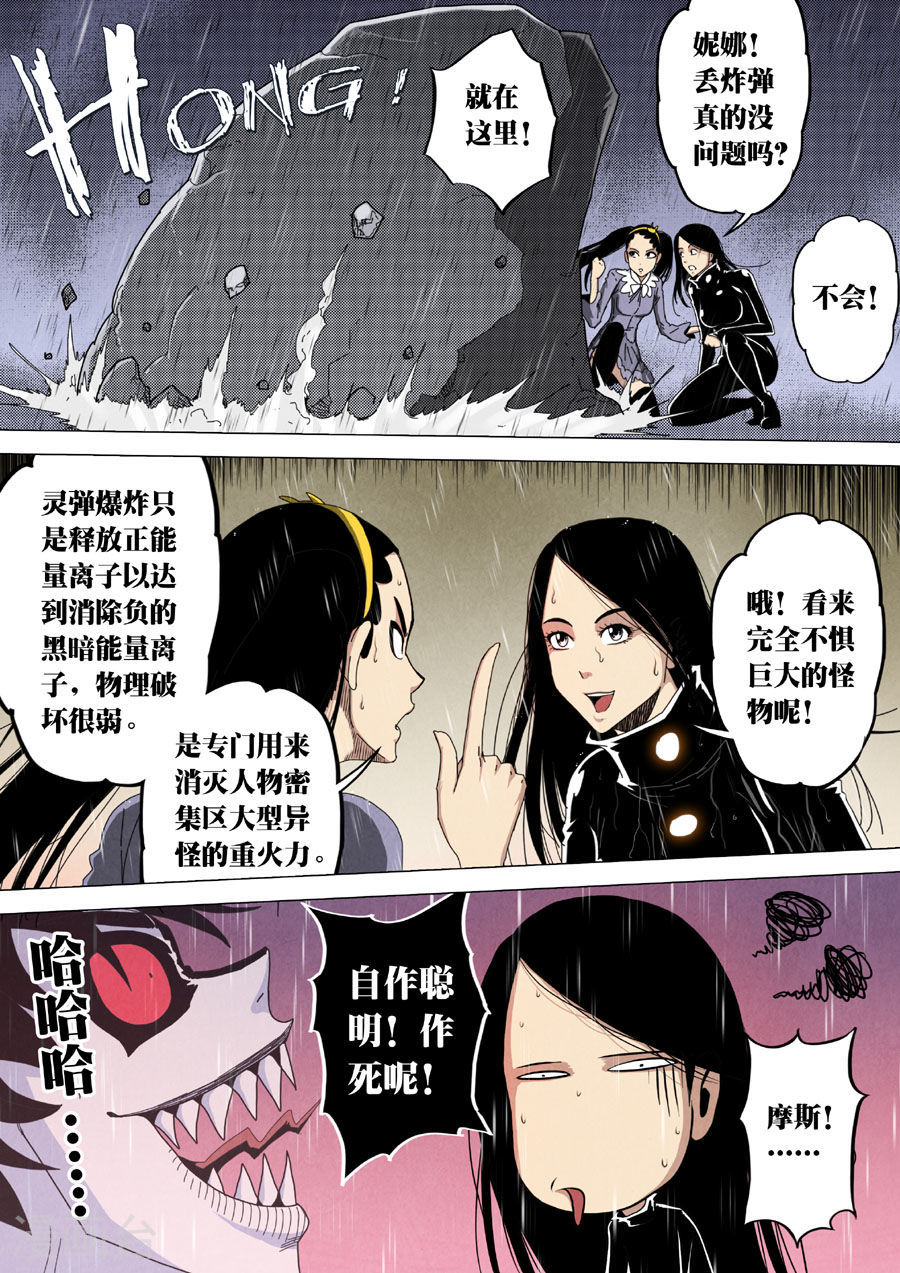 HONG!
就在
这里！
妮娜！
丢炸弹
真的没
问题吗？
不会！
灵弹爆炸只
是释放正能
量离子以达
到消除负的
黑暗能量离
子，物理破
坏很弱。
是专门用来
消灭人物密
集区大型异
怪的重火力。
哦！看来
完全不惧
巨大的怪
物呢！
哈哈哈……
自作聪
明！作
死呢！
摩斯！
……